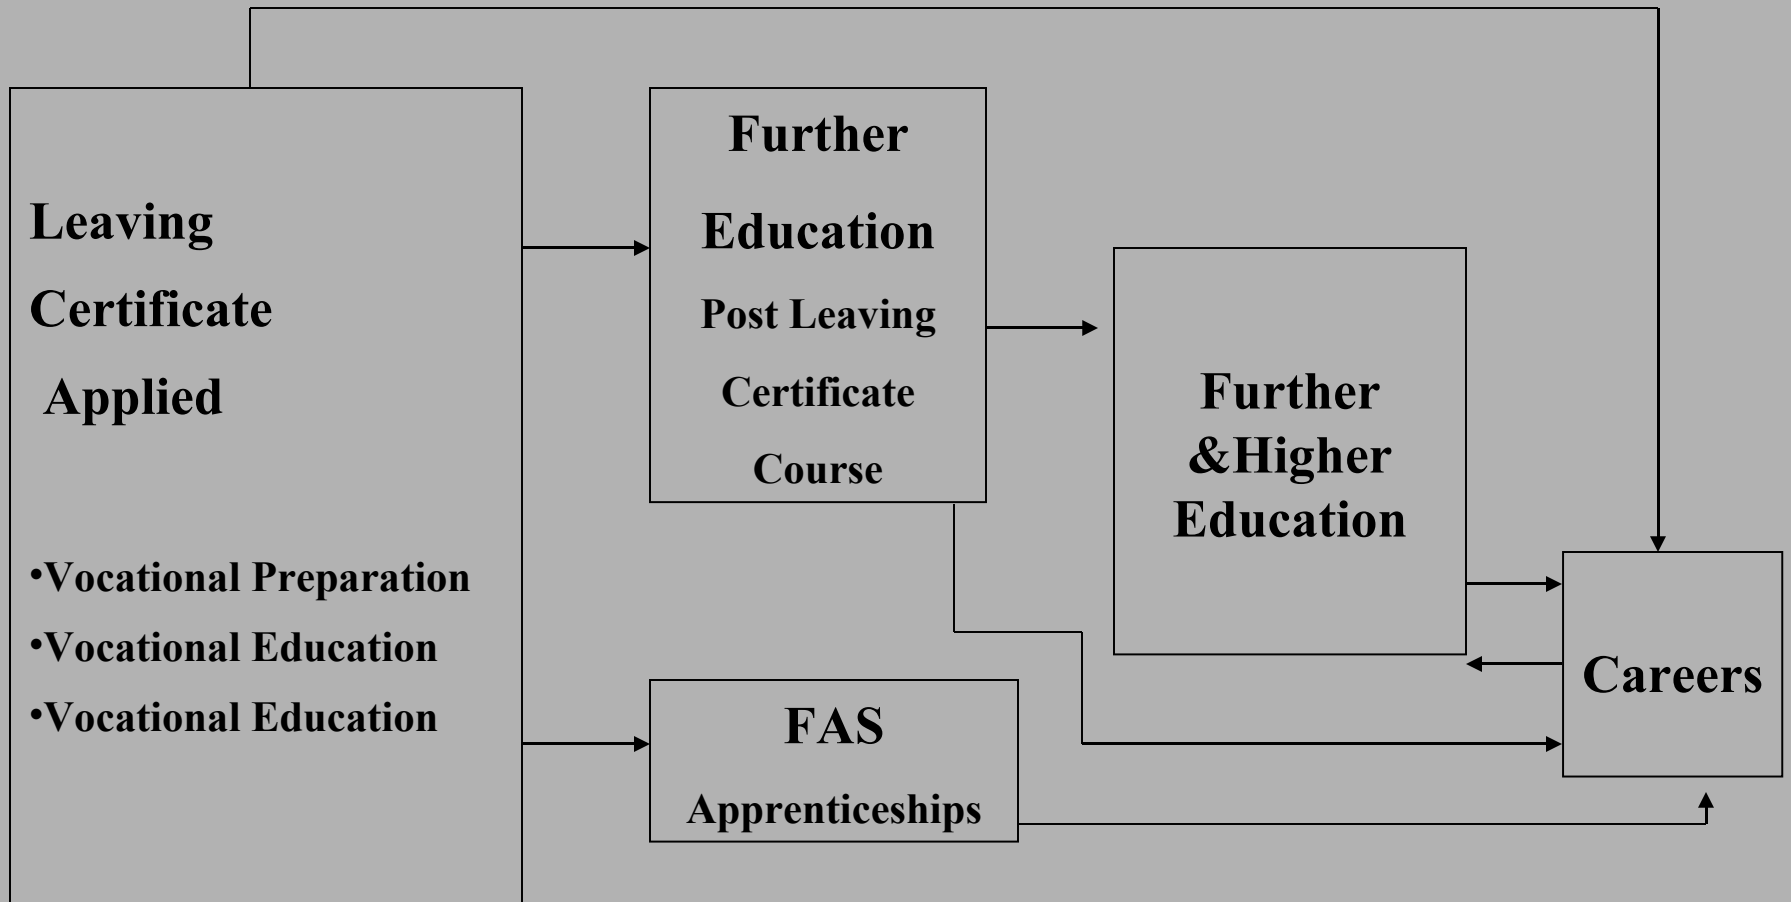 Leaving
Certificate
Applied
•Vocational Preparation
•Vocational Education
•Vocational Education
Further
Education
Post Leaving
Certificate
Course
FAS
Apprenticeships
Further
&Higher
Education
Careers